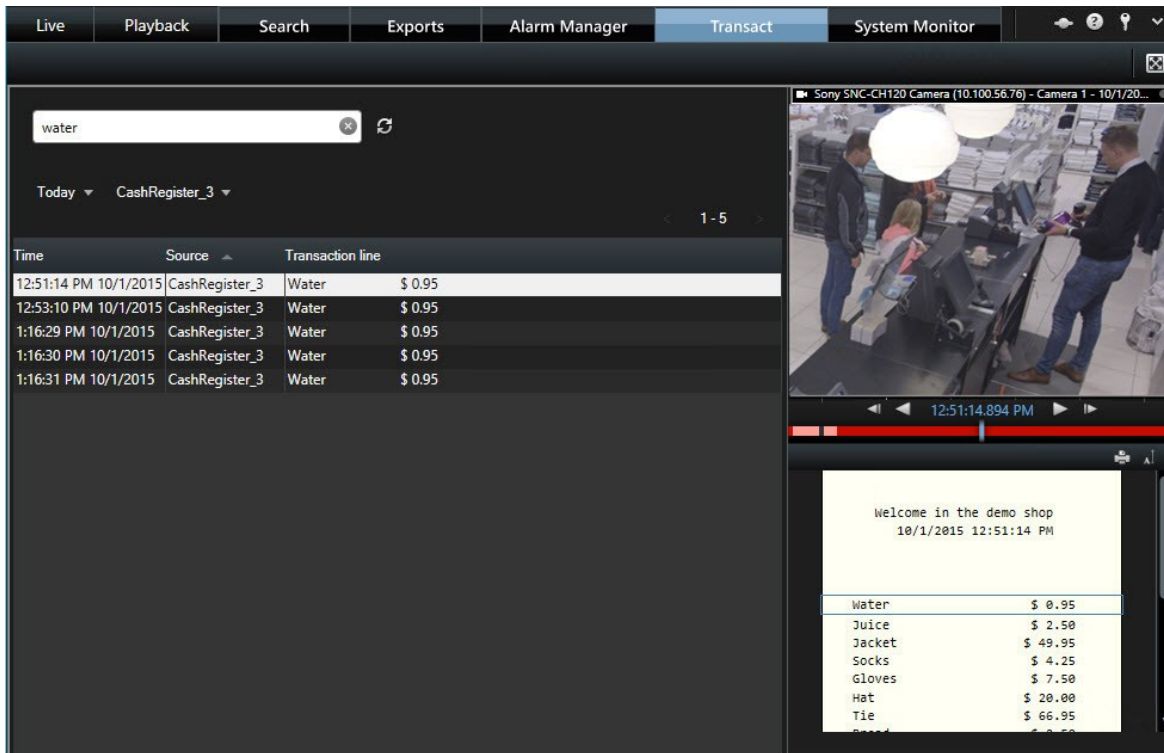 Live Playback Search Exports Alarm Manager Transact System Monitor
Sony SNC-CH120 Camera (10.100.56.76) - Camera 1 - 10/1/20...
water
Today CashRegister_3
< 1 - 5 >
Time Source Transaction line
12:51:14 PM 10/1/2015 CashRegister_3 Water $ 0.95
12:53:10 PM 10/1/2015 CashRegister_3 Water $ 0.95
1:16:29 PM 10/1/2015 CashRegister_3 Water $ 0.95
1:16:30 PM 10/1/2015 CashRegister_3 Water $ 0.95
1:16:31 PM 10/1/2015 CashRegister_3 Water $ 0.95
12:51:14.894 PM
Welcome in the demo shop
10/1/2015 12:51:14 PM
Water $ 0.95
Juice $ 2.50
Jacket $ 49.95
Socks $ 4.25
Gloves $ 7.50
Hat $ 20.00
Tie $ 66.95